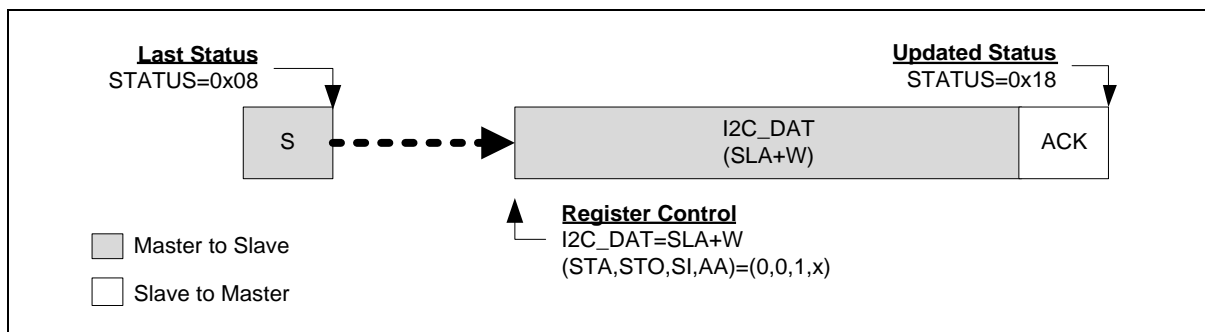 Last Status
STATUS=0x08
Updated Status
STATUS=0x18
S
I2C_DAT
(SLA+W)
ACK
Register Control
I2C_DAT=SLA+W
(STA,STO,SI,AA)=(0,0,1,x)
Master to Slave
Slave to Master